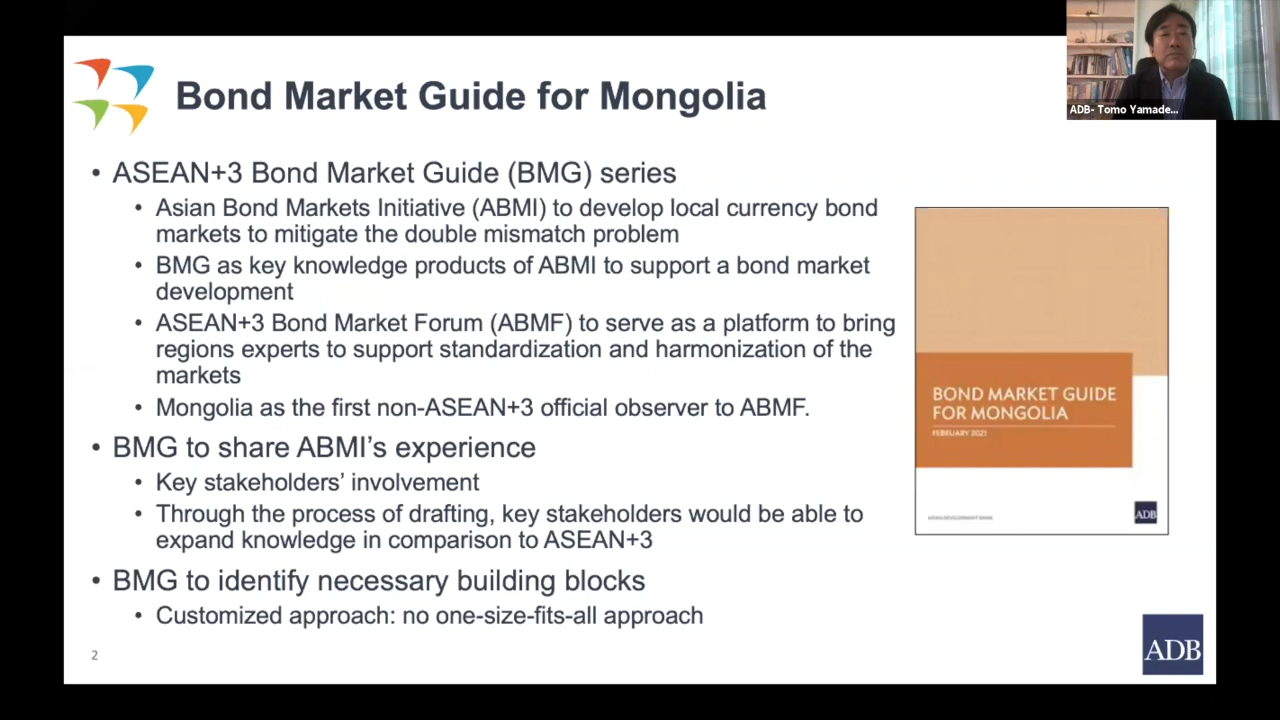 Bond Market Guide for Mongolia
ADB- Tomo Yamade...
• ASEAN+3 Bond Market Guide (BMG) series
• Asian Bond Markets Initiative (ABMI) to develop local currency bond
markets to mitigate the double mismatch problem
• BMG as key knowledge products of ABMI to support a bond market
development
• ASEAN+3 Bond Market Forum (ABMF) to serve as a platform to bring
regions experts to support standardization and harmonization of the
markets
• Mongolia as the first non-ASEAN+3 official observer to ABMF.
• BMG to share ABMI's experience
• Key stakeholders' involvement
• Through the process of drafting, key stakeholders would be able to
expand knowledge in comparison to ASEAN+3
• BMG to identify necessary building blocks
• Customized approach: no one-size-fits-all approach
BOND MARKET GUIDE
FOR MONGOLIA
FEBRUARY 2021
ASIAN DEVELOPMENT BANK
ADB
2
ADB